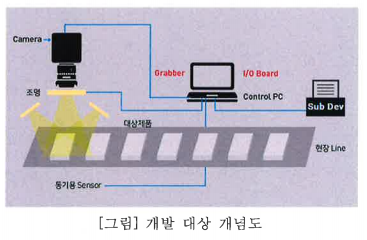 Camera
Grabber
I/O Board
조명
Control PC
Sub Dev
대상제품
현장 Line
동기용 Sensor
[그림] 개발 대상 개념도